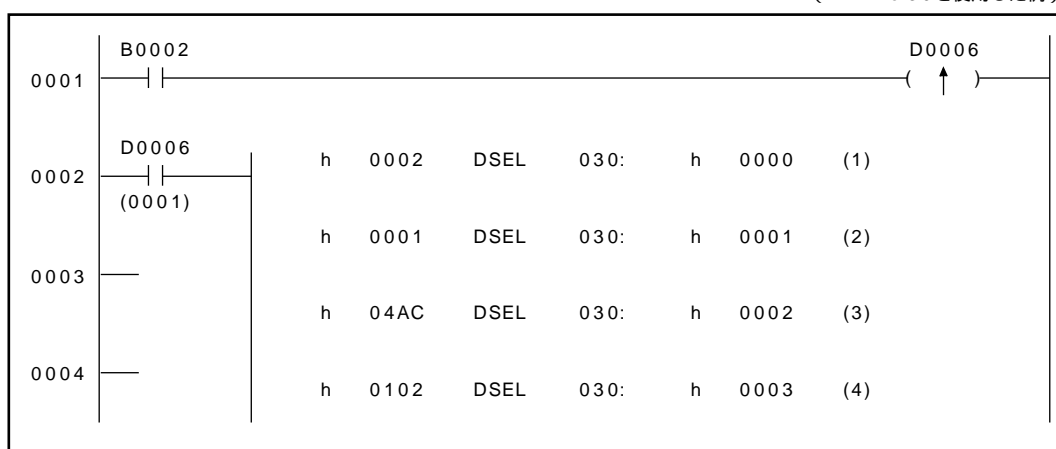 B0002 D0006
0001 ( ↑ )
D0006
0002 h 0002 DSEL 030: h 0000 (1)
(0001)
h 0001 DSEL 030: h 0001 (2)
0003
h 04AC DSEL 030: h 0002 (3)
0004
h 0102 DSEL 030: h 0003 (4)